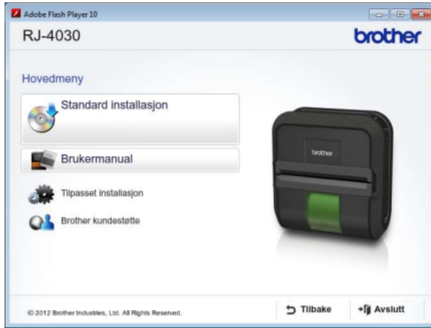 Adobe Flash Player 10
RJ-4030
brother
Hovedmeny
Standard installasjon
Brukermanual
Tilpasset installasjon
Brother kundestøtte
brother
© 2012 Brother Industries, Ltd. All Rights Reserved.
Tilbake
Avslutt